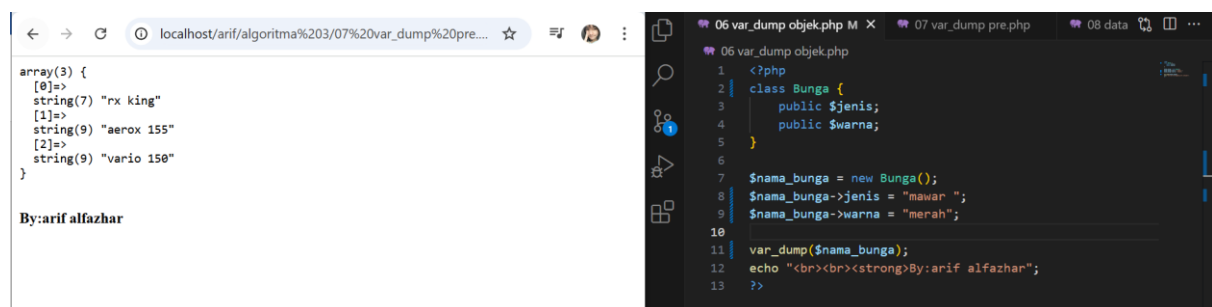 localhost/arif/algoritma%203/07%20var_dump%20pre....
array(3) {
  [0]=>
  string(7) "rx king"
  [1]=>
  string(9) "aerox 155"
  [2]=>
  string(9) "vario 150"
}
By:arif alfazhar
06 var_dump objek.php M
07 var_dump pre.php
08 data
06 var_dump objek.php
1 <?php
2 class Bunga {
3     public $jenis;
4     public $warna;
5 }
6
7 $nama_bunga = new Bunga();
8 $nama_bunga->jenis = "mawar ";
9 $nama_bunga->warna = "merah";
10
11 var_dump($nama_bunga);
12 echo "<br><br><strong>By:arif alfazhar";
13 ?>
1